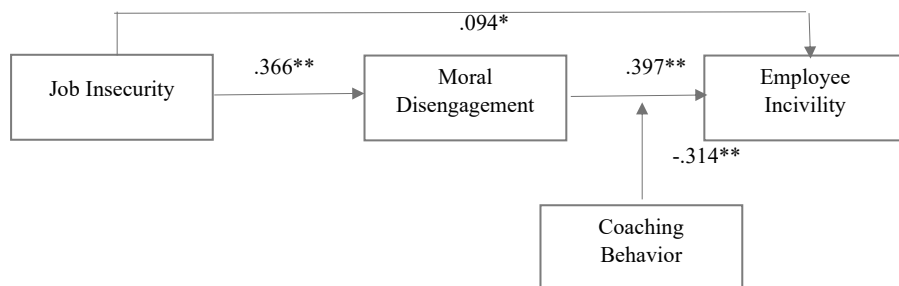 .094*
.366**
.397**
Job Insecurity
Moral
Disengagement
Employee
Incivility
-.314**
Coaching
Behavior